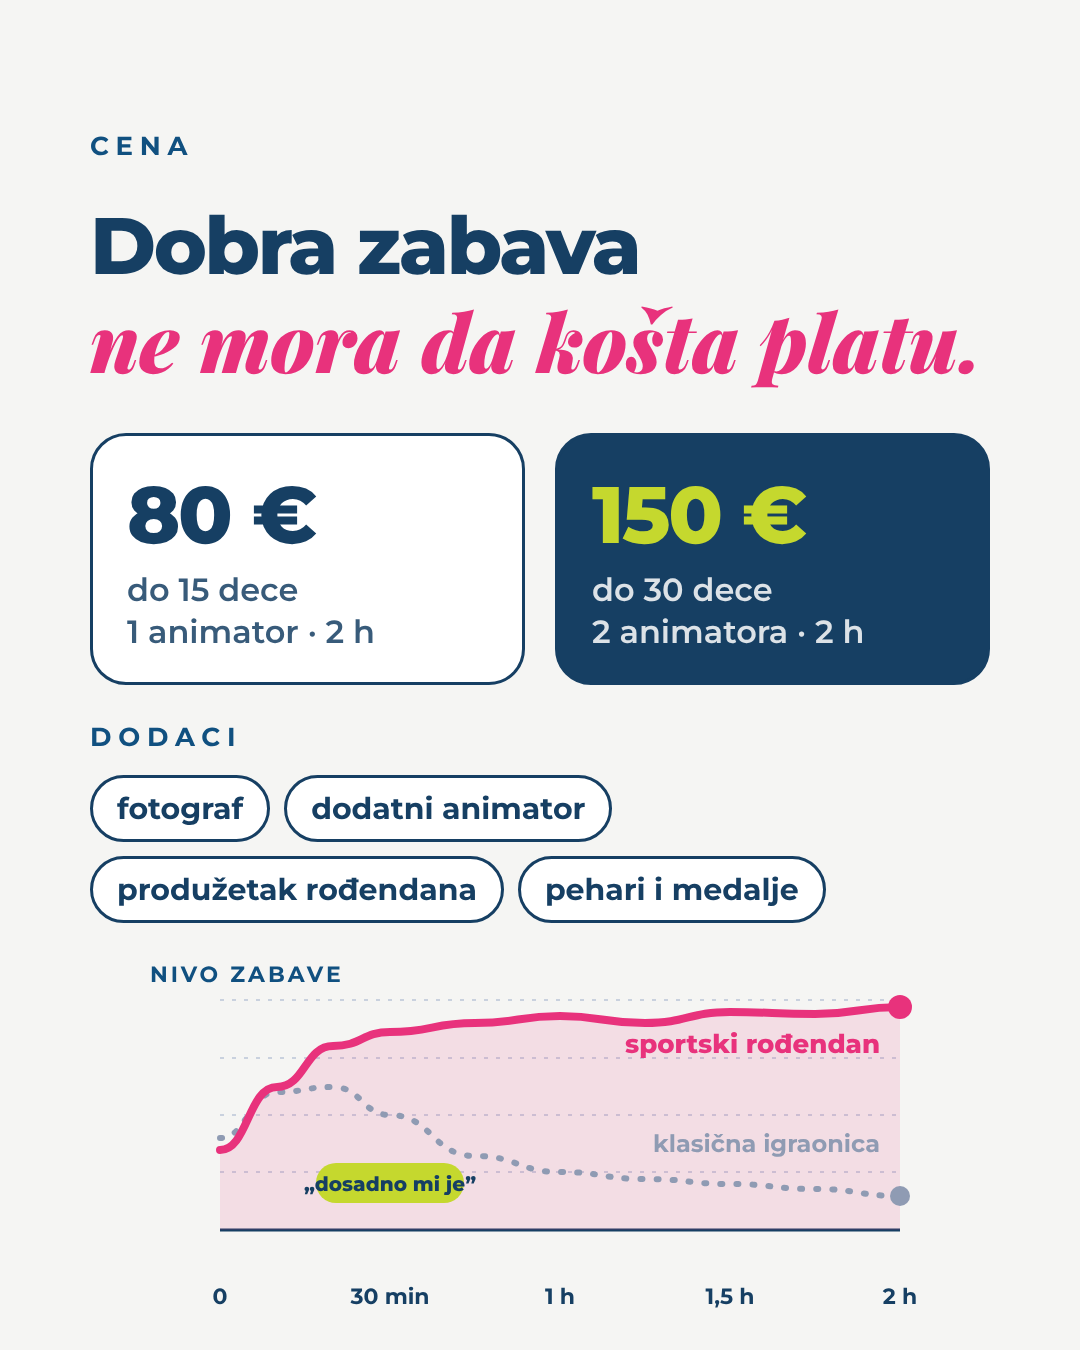 CENA
Dobra zabava
ne mora da košta platu.
80 €
do 15 dece
1 animator · 2 h
150 €
do 30 dece
2 animatora · 2 h
DODACI
fotograf
dodatni animator
produžetak rođendana
pehari i medalje
NIVO ZABAVE
sportski rođendan
klasična igraonica
„dosadno mi je”
0
30 min
1 h
1,5 h
2 h